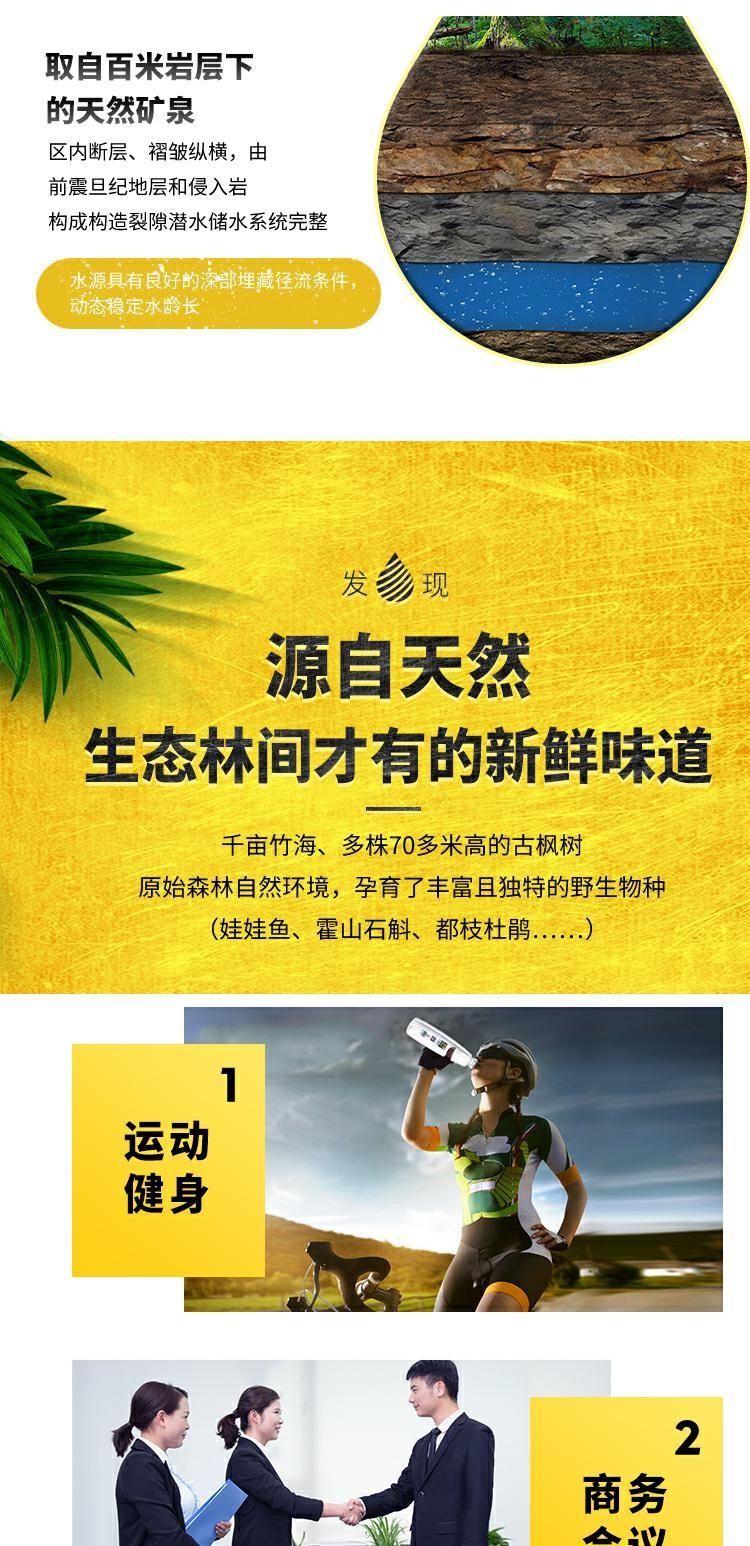 取自百米岩层下
的天然矿泉
区内断层、褶皱纵横，由
前震旦纪地层和侵入岩
构成构造裂隙潜水储水系统完整
水源具有良好的深部埋藏径流条件，
动态稳定水龄长
发现
源自天然
生态林间才有的新鲜味道
千亩竹海、多株70多米高的古枫树
原始森林自然环境，孕育了丰富且独特的野生物种
（娃娃鱼、霍山石斛、都枝杜鹃……）
1
运动
健身
2
商务
会议